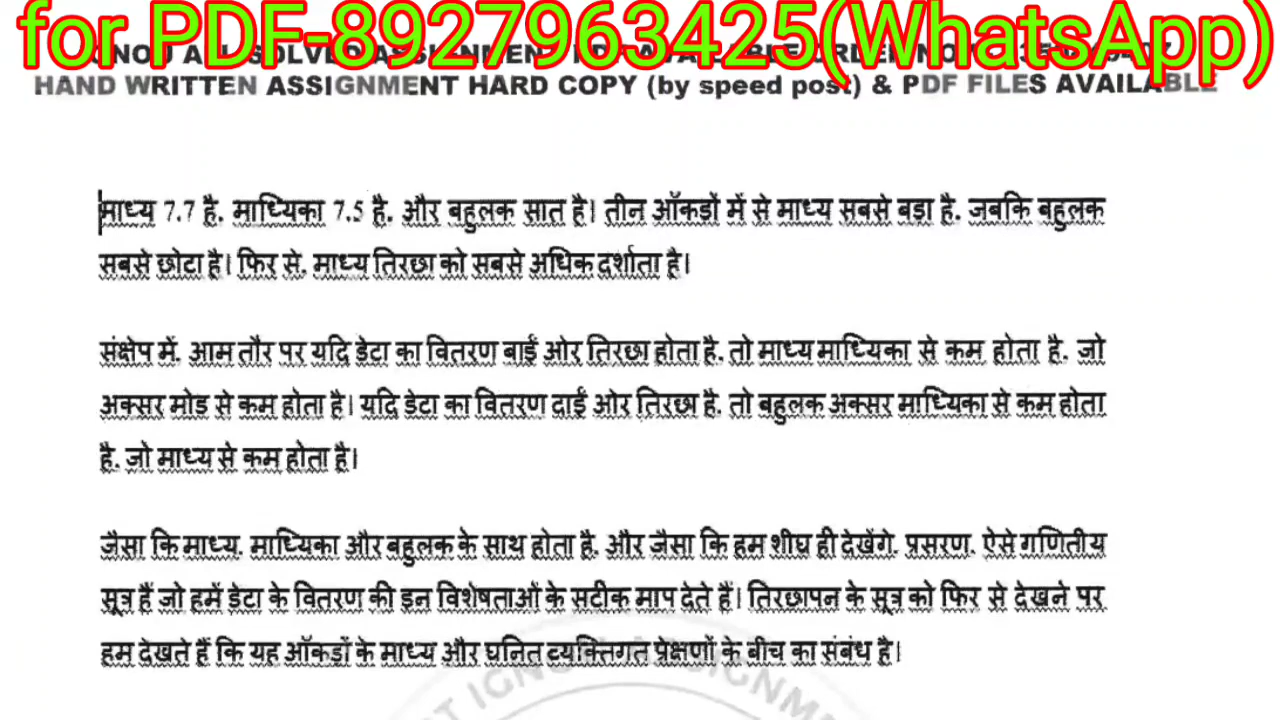 for PDF-8927963425(WhatsApp)
HAND WRITTEN ASSIGNMENT HARD COPY (by speed post) & PDF FILES AVAILABLE
माध्य 7.7 है. माध्यिका 7.5 है. और बहुलक सात है। तीन ऑकड़ों में से माध्य सबसे बड़ा है. जबकि बहुलक
सबसे छोटा है। फिर से. माध्य तिरछा को सबसे अधिक दर्शाता है।
संक्षेप में. आम तौर पर यदि डेटा का वितरण बाईं ओर तिरछा होता है. तो माध्य माध्यिका से कम होता है. जो
अक्सर मोड से कम होता है। यदि डेटा का वितरण दाईं ओर तिरछा है. तो बहुलक अक्सर माध्यिका से कम होता
है. जो माध्य से कम होता है।
जैसा कि माध्य. माध्यिका और बहुलक के साथ होता है. और जैसा कि हम शीघ्र ही देखेंगे. प्रसरण. ऐसे गणितीय
सूत्र हैं जो हमें डेटा के वितरण की इन विशेषताओं के सटीक माप देते हैं। तिरछापन के सूत्र को फिर से देखने पर
हम देखते हैं कि यह ऑकड़ों के माध्य और घनित व्यक्तिगत प्रेक्षणों के बीच का संबंध है।
IGNOU ASSIGNM